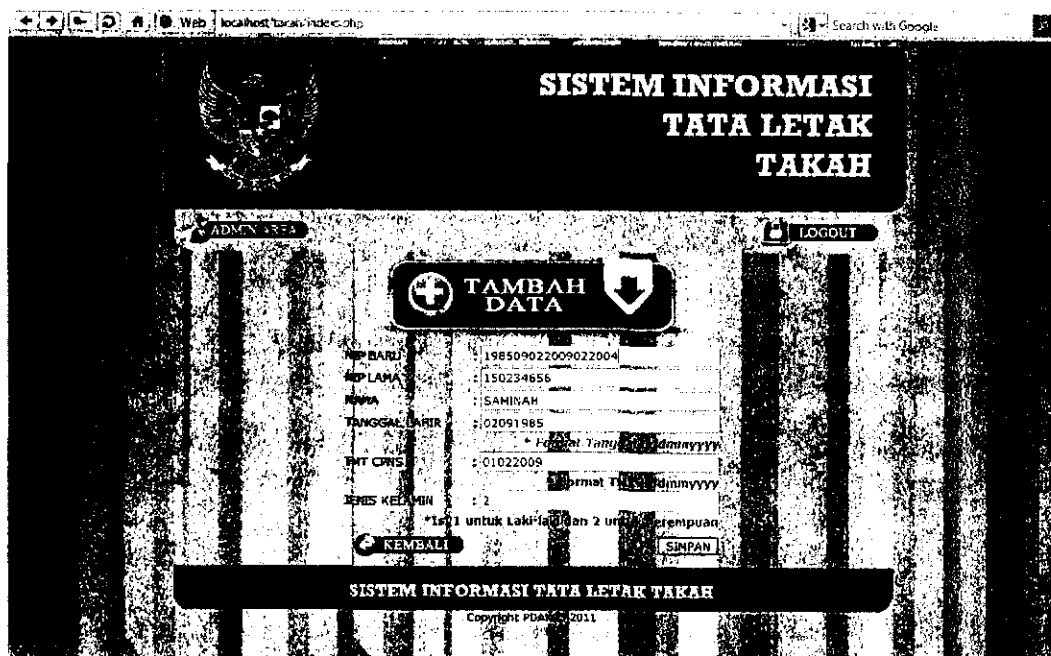 Web localhost/takah/index.php Search with Google
SISTEM INFORMASI
TATA LETAK
TAKAH
ADMIN AREA LOGOUT
TAMBAH
DATA
NIP BARU : 198509022009022004
NIP LAMA : 150234656
NAMA : SAMINAH
TANGGAL LAHIR : 02091985
* Format Tanggal ddmmyyyy
TMT CPNS : 01022009
Format ddmmyyyy
JENIS KELAMIN : 2
*Isi 1 untuk Laki-laki dan 2 untuk Perempuan
KEMBALI SIMPAN
SISTEM INFORMASI TATA LETAK TAKAH
Copyright 2011